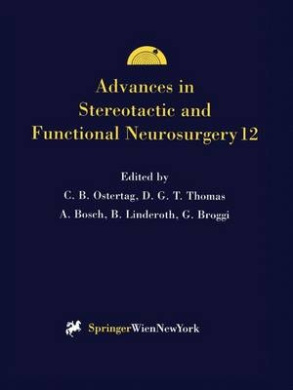 Advances in
Stereotactic and
Functional Neurosurgery 12
Edited by
C. B. Ostertag, D. G. T. Thomas
A. Bosch, B. Linderoth, G. Broggi
SpringerWienNewYork